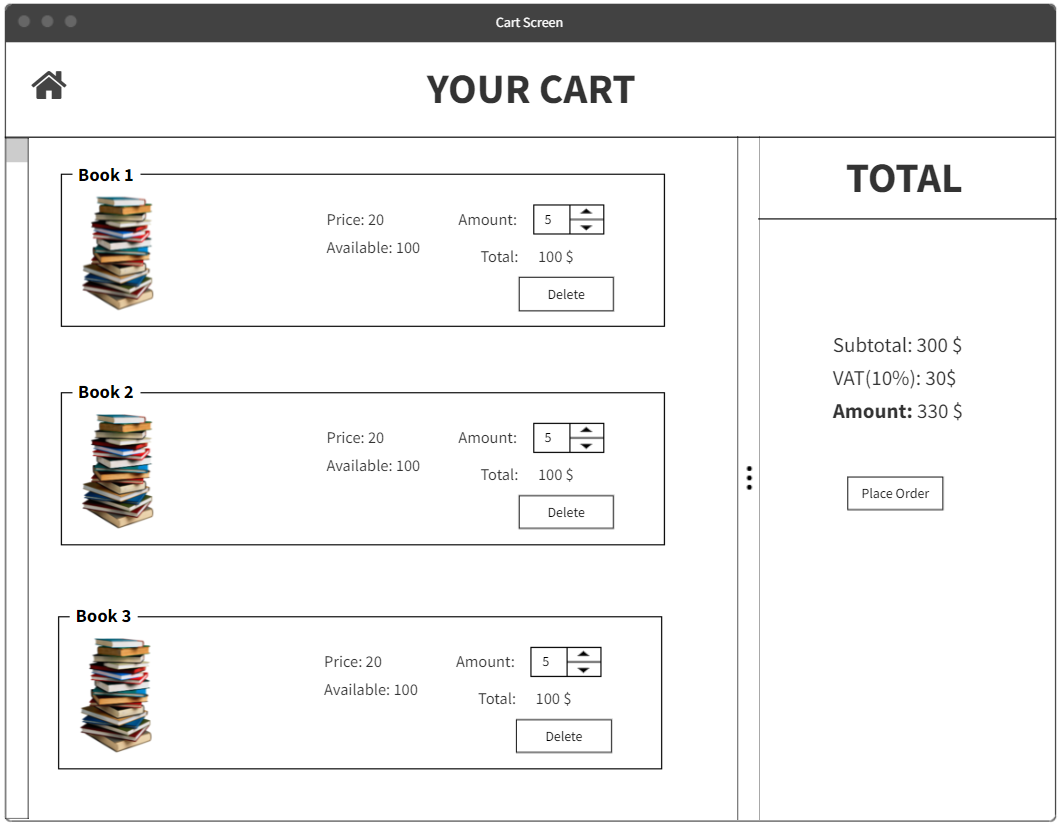 Cart Screen
YOUR CART
Book 1
Price: 20
Available: 100
Amount: 5
Total: 100 $
Delete
Book 2
Price: 20
Available: 100
Amount: 5
Total: 100 $
Delete
Book 3
Price: 20
Available: 100
Amount: 5
Total: 100 $
Delete
TOTAL
Subtotal: 300 $
VAT(10%): 30$
Amount: 330 $
Place Order